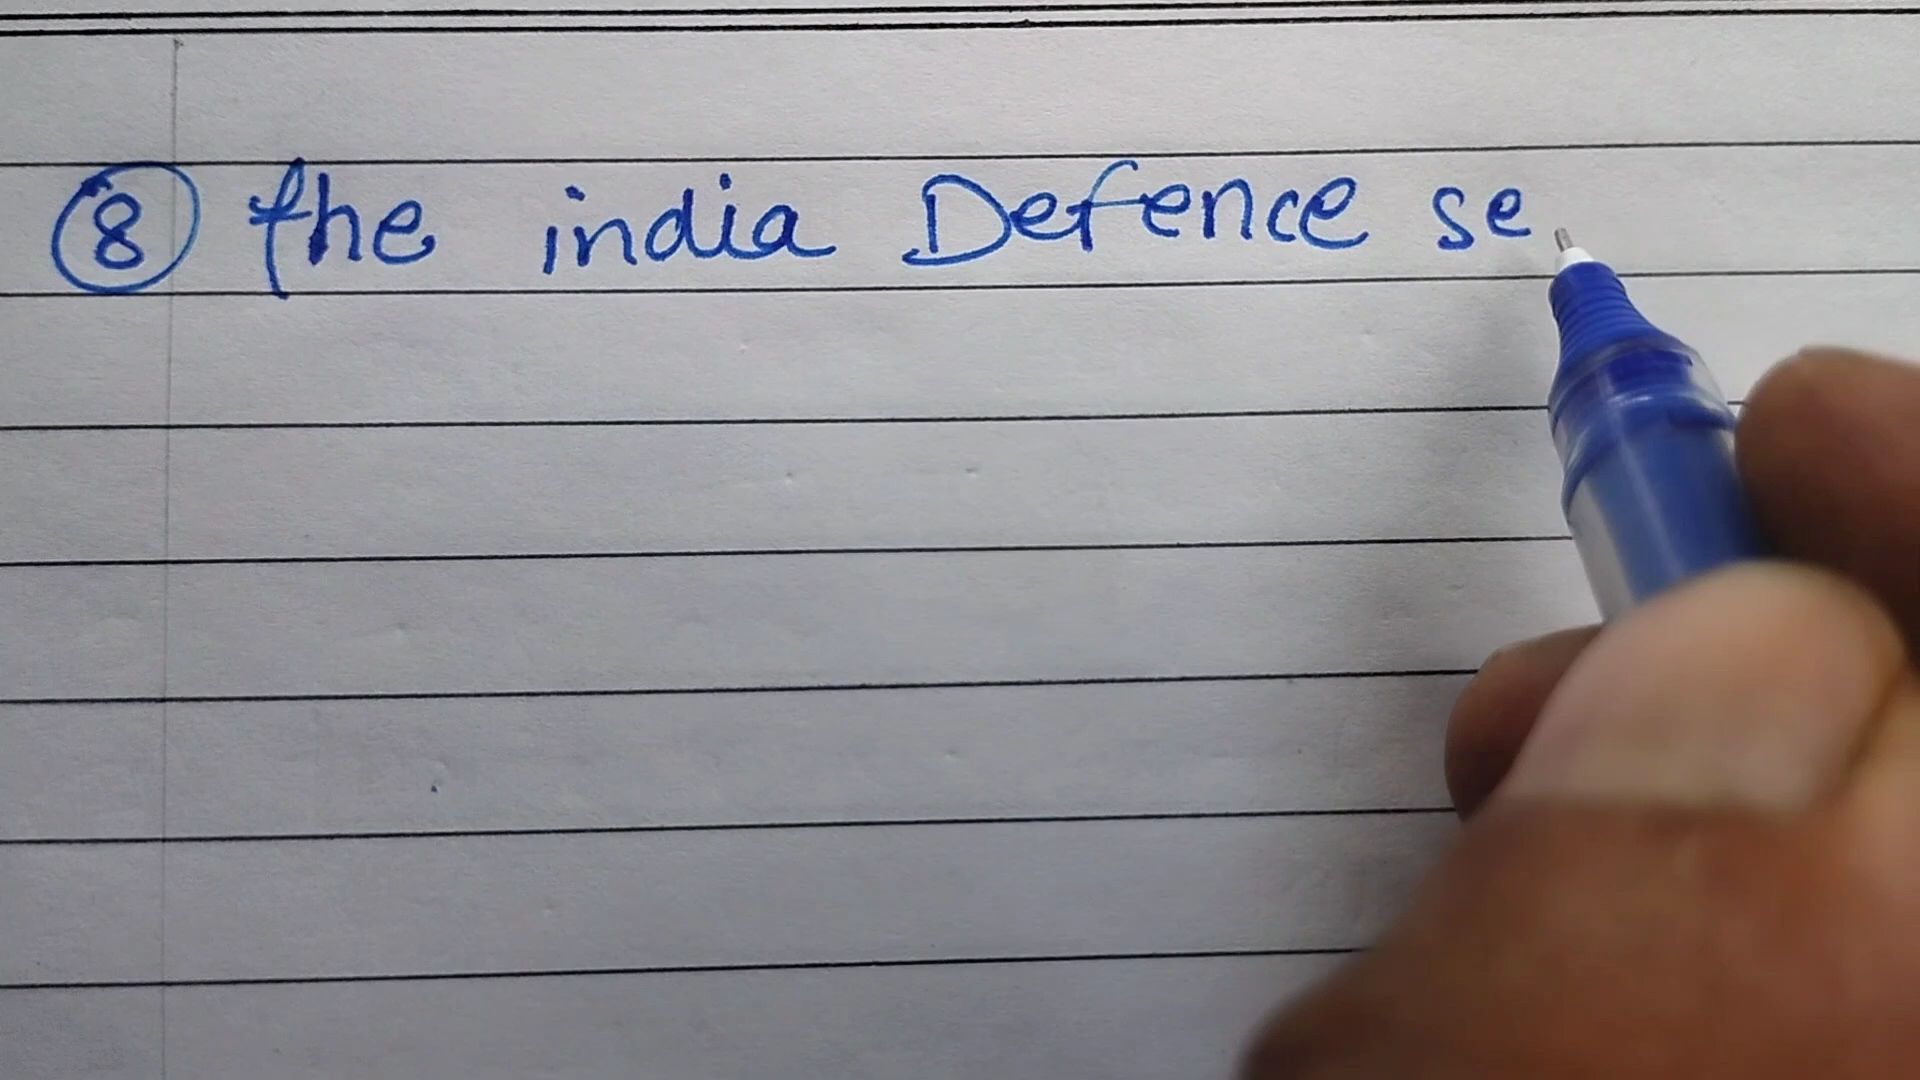 ⑧ the india Defence se